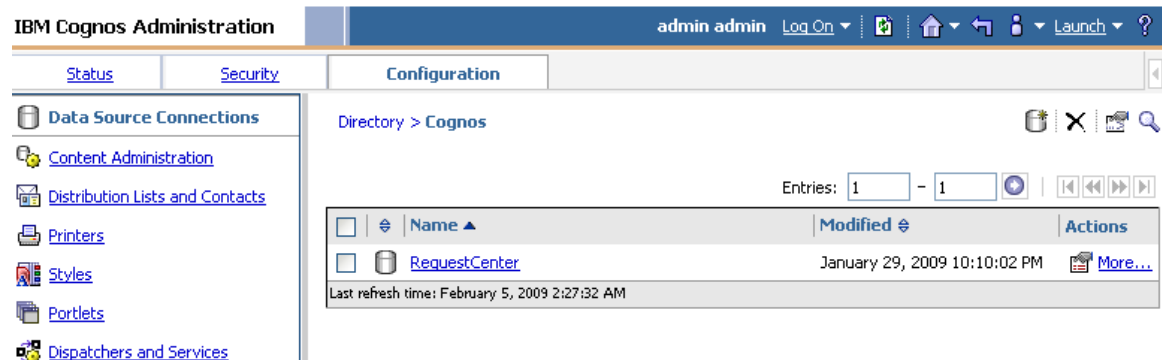 IBM Cognos Administration
admin admin Log On Launch ?
Status Security Configuration
Data Source Connections
Directory > Cognos
Content Administration
Distribution Lists and Contacts
Entries: 1 - 1
Printers
Name Modified Actions
Styles
RequestCenter January 29, 2009 10:10:02 PM More...
Last refresh time: February 5, 2009 2:27:32 AM
Portlets
Dispatchers and Services